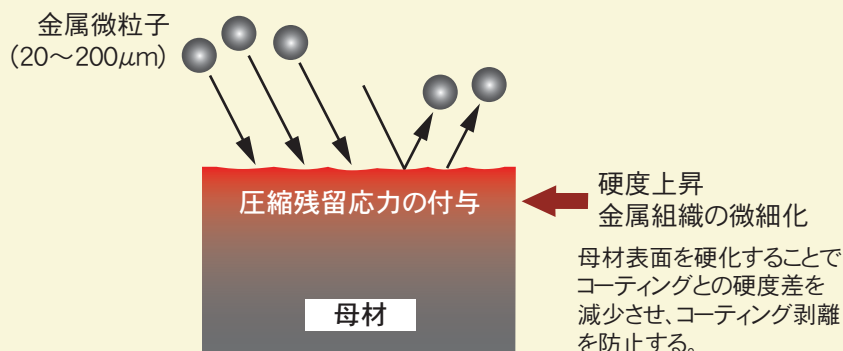 金属微粒子
(20～200μm)
圧縮残留応力の付与
母材
硬度上昇
金属組織の微細化
母材表面を硬化することで
コーティングとの硬度差を
減少させ、コーティング剥離
を防止する。